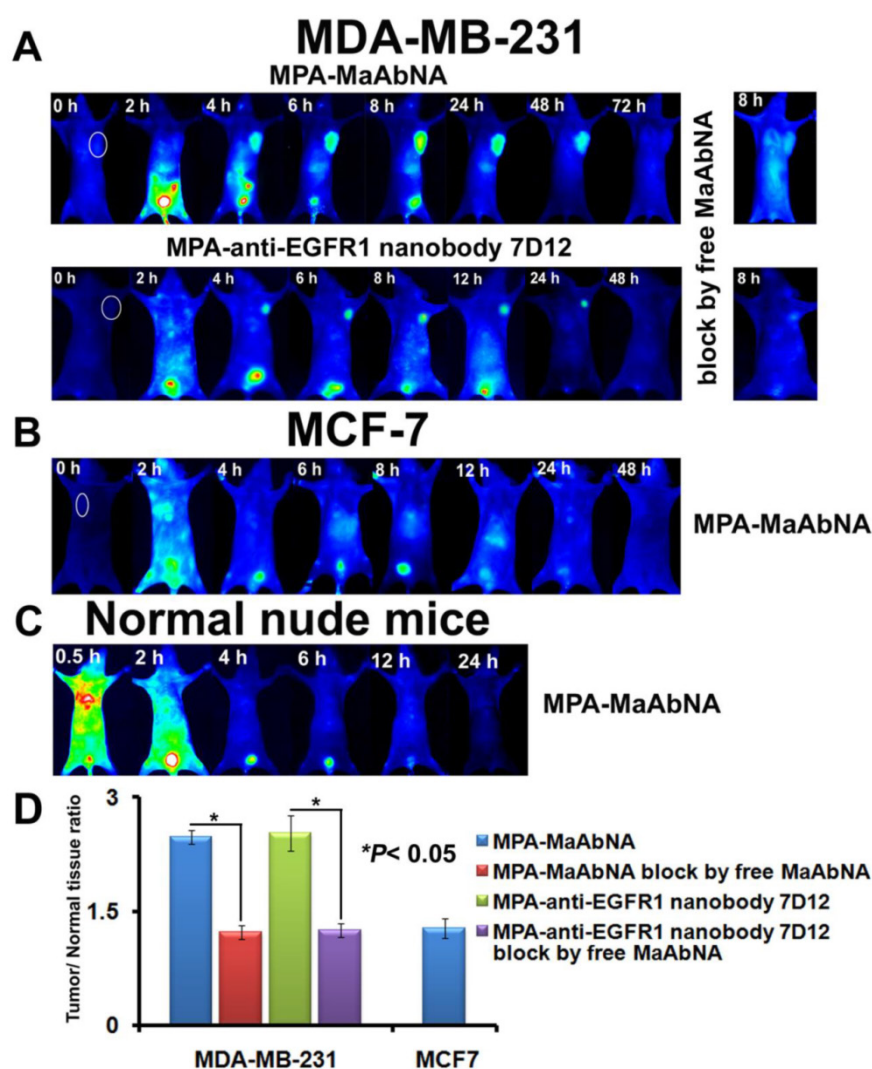 A
MDA-MB-231
MPA-MaAbNA
0 h 2 h 4 h 6 h 8 h 24 h 48 h 72 h
8 h
MPA-anti-EGFR1 nanobody 7D12
0 h 2 h 4 h 6 h 8 h 12 h 24 h 48 h
8 h
block by free MaAbNA
B
MCF-7
0 h 2 h 4 h 6 h 8 h 12 h 24 h 48 h
MPA-MaAbNA
C
Normal nude mice
0.5 h 2 h 4 h 6 h 12 h 24 h
MPA-MaAbNA
D
Tumor/ Normal tissue ratio
3
1.5
0
* *
*P< 0.05
MDA-MB-231 MCF7
MPA-MaAbNA
MPA-MaAbNA block by free MaAbNA
MPA-anti-EGFR1 nanobody 7D12
MPA-anti-EGFR1 nanobody 7D12
block by free MaAbNA